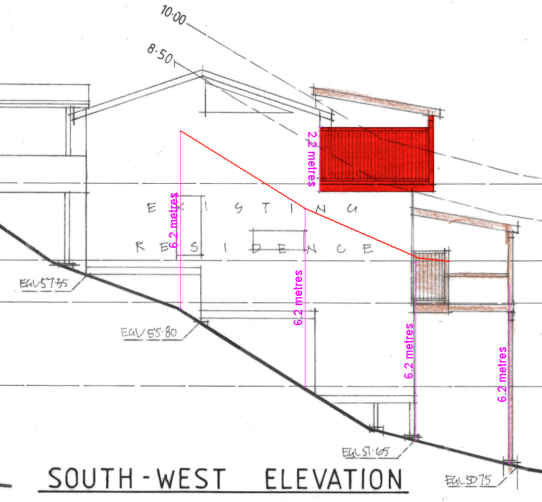 10·00
8·50
2.2 metres
EXISTING
6.2 metres
RESIDENCE
EGL 57·35
6.2 metres
EGL 55·80
6.2 metres
6.2 metres
EGL 51·65
EGL 50·75
SOUTH-WEST ELEVATION